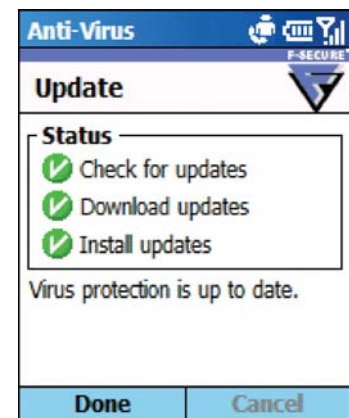 Anti-Virus
F-SECURE
Update
Status
Check for updates
Download updates
Install updates
Virus protection is up to date.
Done Cancel